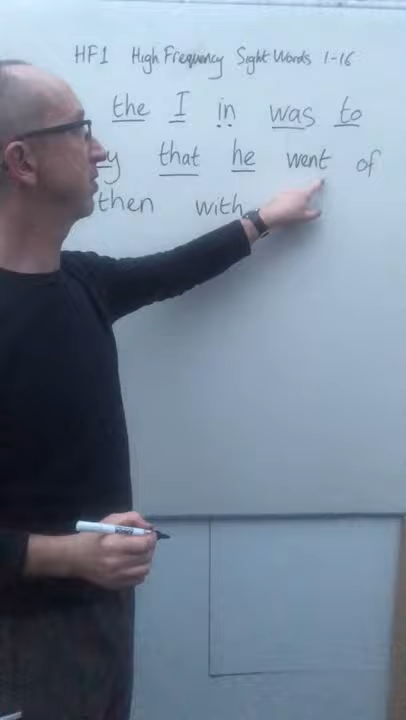 HF1 High Frequency Sight Words 1-16
the I in was to
that he went of
then with